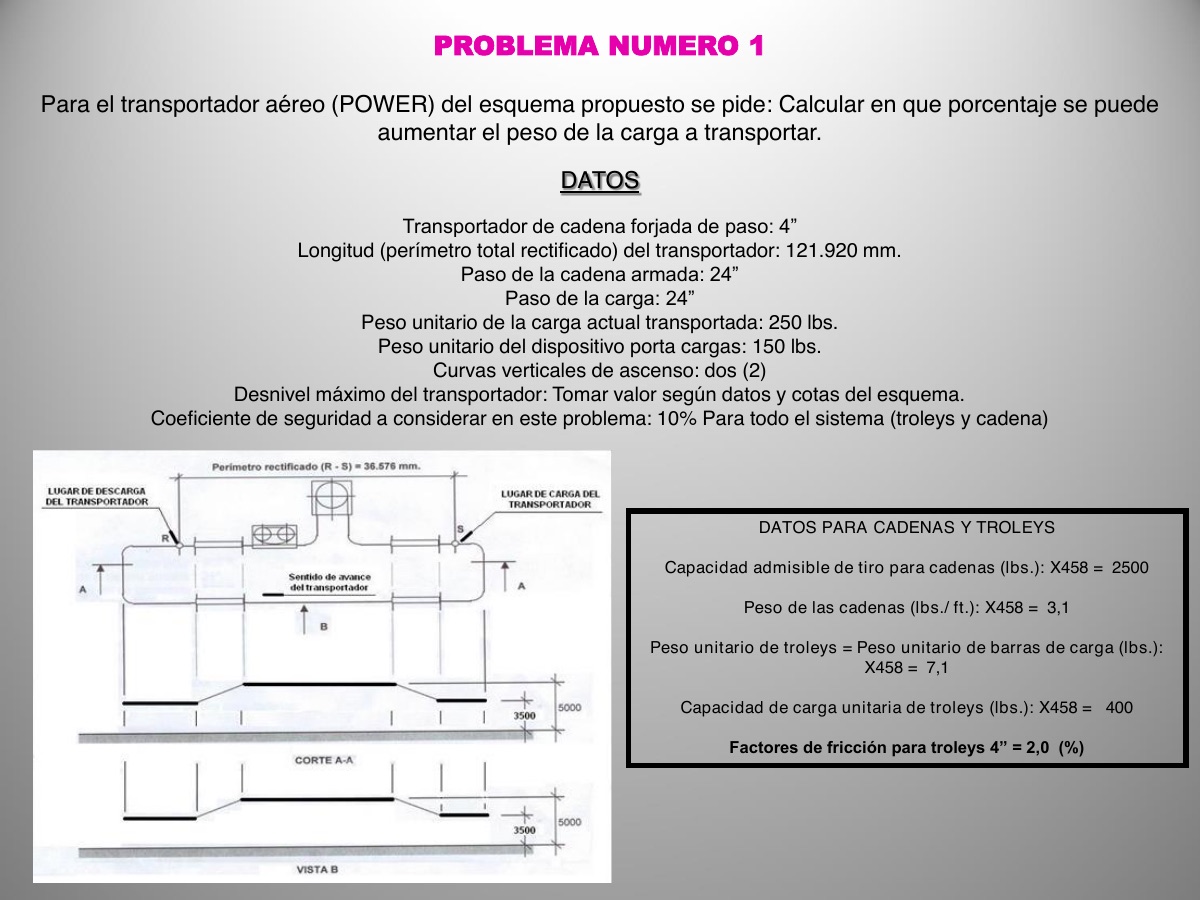 PROBLEMA NUMERO 1
Para el transportador aéreo (POWER) del esquema propuesto se pide: Calcular en que porcentaje se puede
aumentar el peso de la carga a transportar.
DATOS
Transportador de cadena forjada de paso: 4”
Longitud (perímetro total rectificado) del transportador: 121.920 mm.
Paso de la cadena armada: 24”
Paso de la carga: 24”
Peso unitario de la carga actual transportada: 250 lbs.
Peso unitario del dispositivo porta cargas: 150 lbs.
Curvas verticales de ascenso: dos (2)
Desnivel máximo del transportador: Tomar valor según datos y cotas del esquema.
Coeficiente de seguridad a considerar en este problema: 10% Para todo el sistema (troleys y cadena)
Perimetro rectificado (R - S) = 36.576 mm.
LUGAR DE DESCARGA
DEL TRANSPORTADOR
LUGAR DE CARGA DEL
TRANSPORTADOR
R
S
A
Sentido de avance
del transportador
A
B
3500
5000
CORTE A-A
3500
5000
VISTA B
DATOS PARA CADENAS Y TROLEYS
Capacidad admisible de tiro para cadenas (lbs.): X458 = 2500
Peso de las cadenas (lbs./ ft.): X458 = 3,1
Peso unitario de troleys = Peso unitario de barras de carga (lbs.):
X458 = 7,1
Capacidad de carga unitaria de troleys (lbs.): X458 = 400
Factores de fricción para troleys 4” = 2,0 (%)